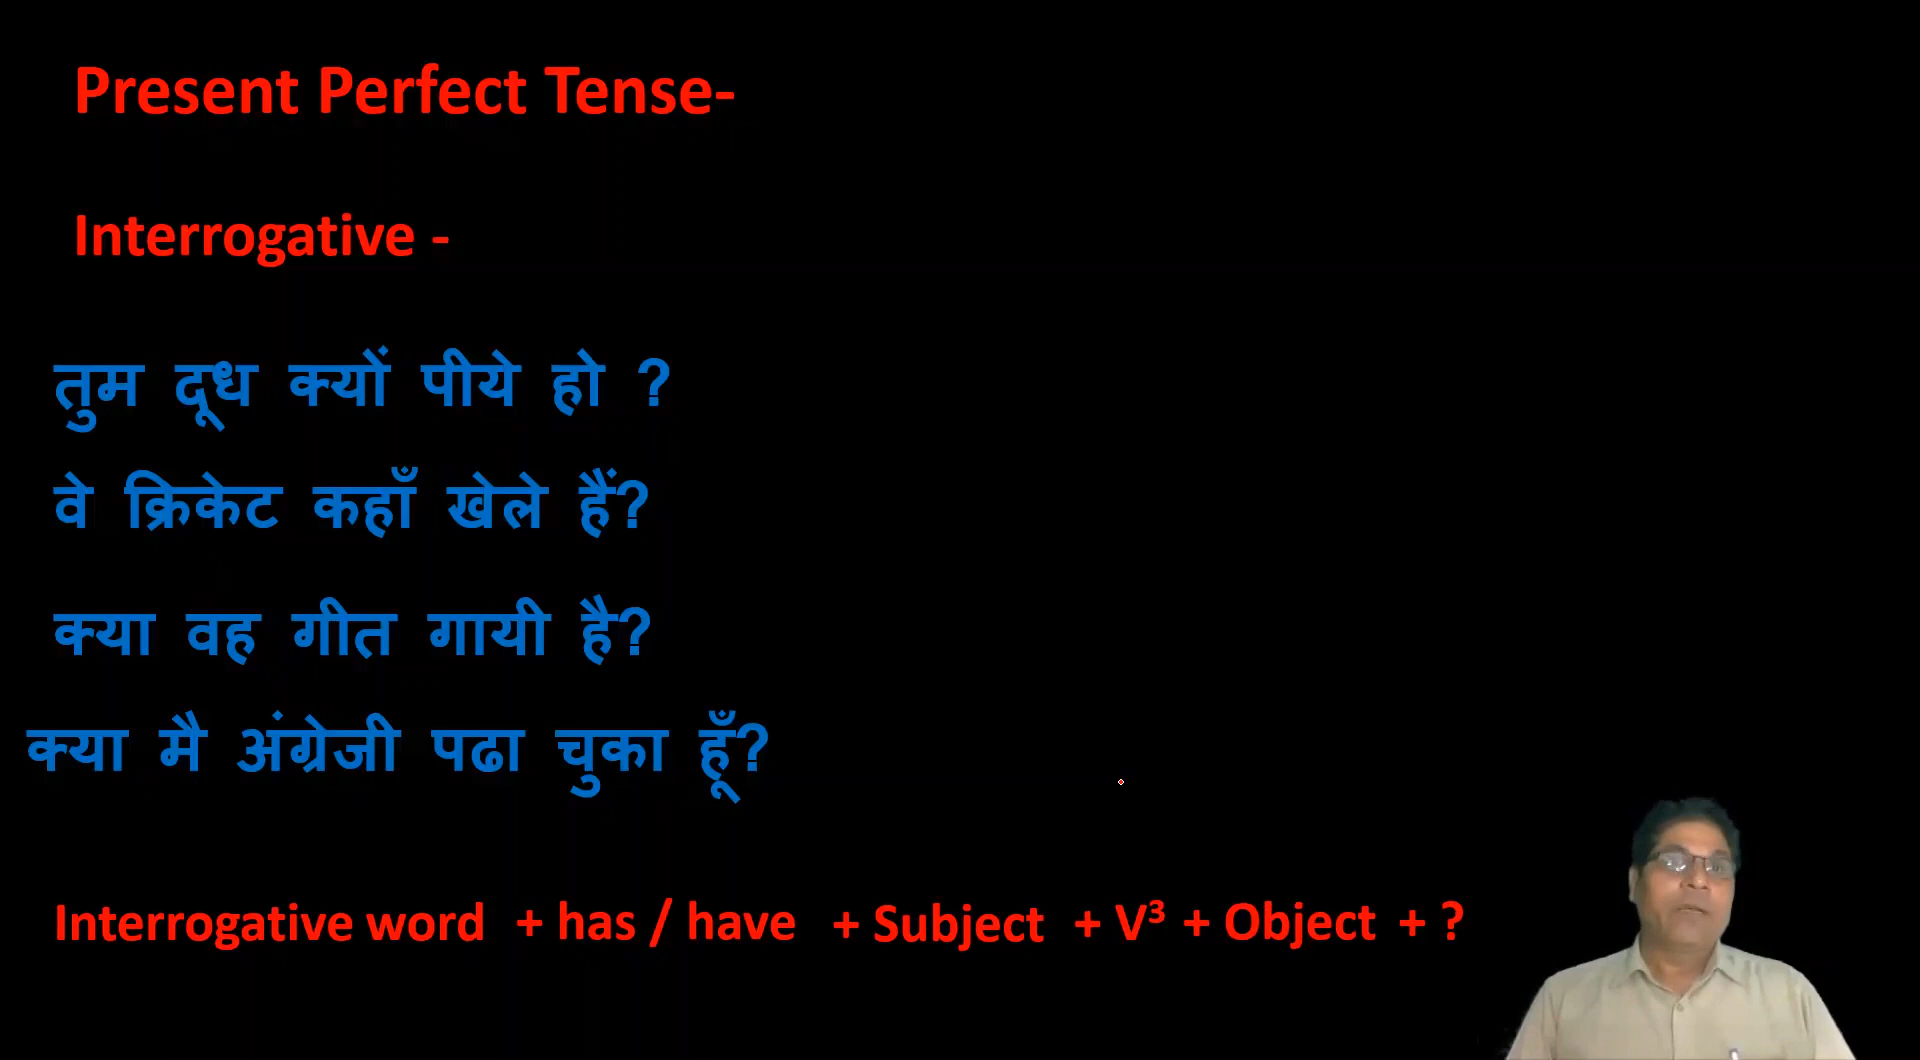 Present Perfect Tense-
Interrogative -
तुम दूध क्यों पीये हो ?
वे क्रिकेट कहाँ खेले हैं?
क्या वह गीत गायी है?
क्या मै अंग्रेजी पढा चुका हूँ?
Interrogative word + has / have + Subject + V³ + Object + ?